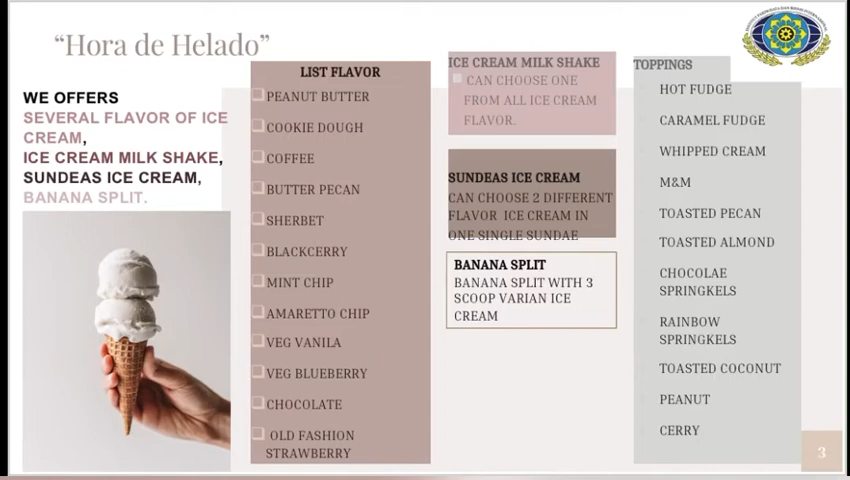 “Hora de Helado”
WE OFFERS
SEVERAL FLAVOR OF ICE
CREAM,
ICE CREAM MILK SHAKE,
SUNDEAS ICE CREAM,
BANANA SPLIT.
LIST FLAVOR
PEANUT BUTTER
COOKIE DOUGH
COFFEE
BUTTER PECAN
SHERBET
BLACKCERRY
MINT CHIP
AMARETTO CHIP
VEG VANILA
VEG BLUEBERRY
CHOCOLATE
OLD FASHION
STRAWBERRY
ICE CREAM MILK SHAKE
CAN CHOOSE ONE
FROM ALL ICE CREAM
FLAVOR.
SUNDEAS ICE CREAM
CAN CHOOSE 2 DIFFERENT
FLAVOR ICE CREAM IN
ONE SINGLE SUNDAE
BANANA SPLIT
BANANA SPLIT WITH 3
SCOOP VARIAN ICE
CREAM
TOPPINGS
HOT FUDGE
CARAMEL FUDGE
WHIPPED CREAM
M&M
TOASTED PECAN
TOASTED ALMOND
CHOCOLAE
SPRINGKELS
RAINBOW
SPRINGKELLS
TOASTED COCONUT
PEANUT
CERRY
3